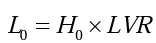 L₀ = H₀ × LVR